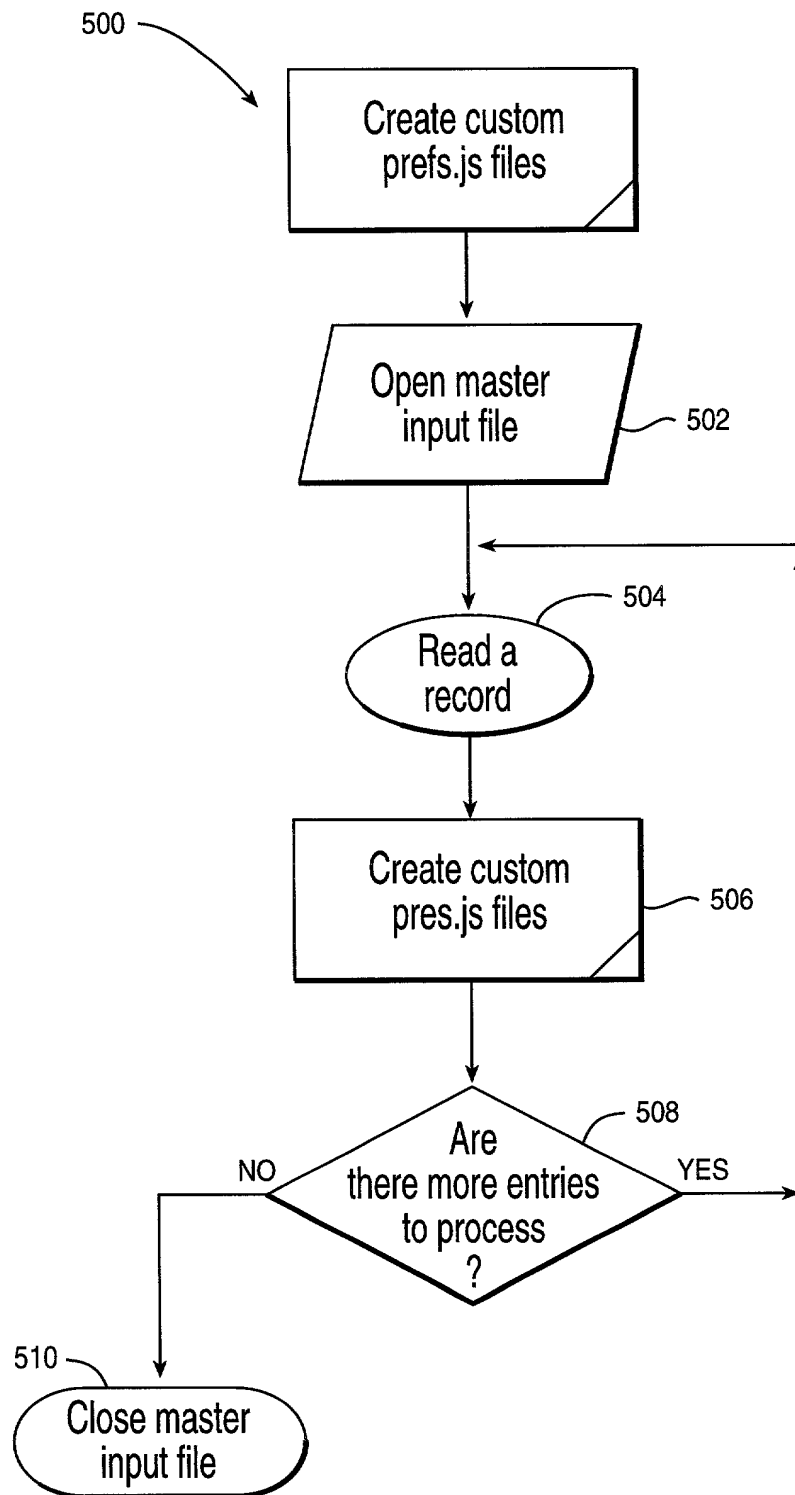 500
Create custom
prefs.js files
Open master
input file
502
504
Read a
record
Create custom
pres.js files
506
508
Are
there more entries
to process
?
NO
YES
510
Close master
input file